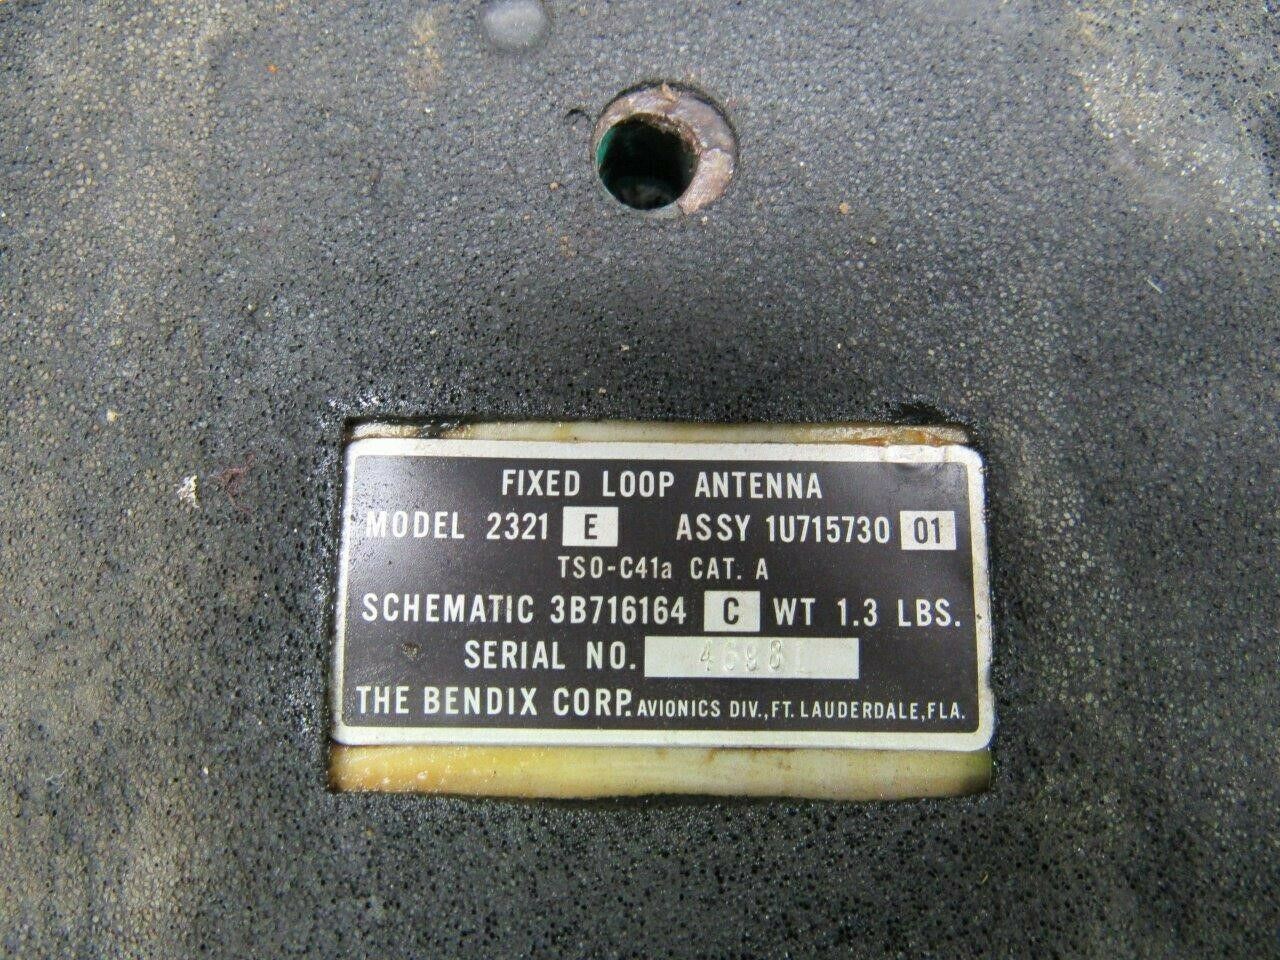 FIXED LOOP ANTENNA
MODEL 2321 E ASSY 1U715730 01
TSO-C41a CAT. A
SCHEMATIC 3B716164 C WT 1.3 LBS.
SERIAL NO.
THE BENDIX CORP. AVIONICS DIV., FT. LAUDERDALE, FLA.